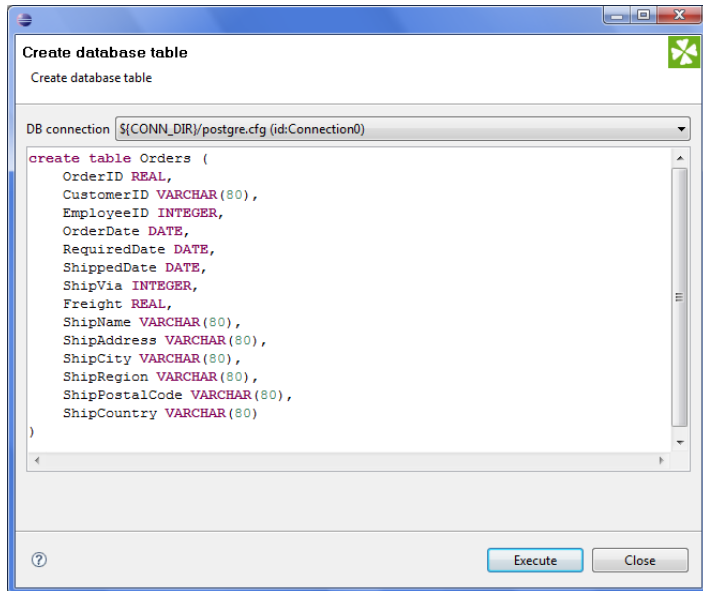 Create database table
Create database table
DB connection ${CONN_DIR}/postgre.cfg (id:Connection0)
create table Orders (
OrderID REAL,
CustomerID VARCHAR(80),
EmployeeID INTEGER,
OrderDate DATE,
RequiredDate DATE,
ShippedDate DATE,
ShipVia INTEGER,
Freight REAL,
ShipName VARCHAR(80),
ShipAddress VARCHAR(80),
ShipCity VARCHAR(80),
ShipRegion VARCHAR(80),
ShipPostalCode VARCHAR(80),
ShipCountry VARCHAR(80)
)
? Execute Close